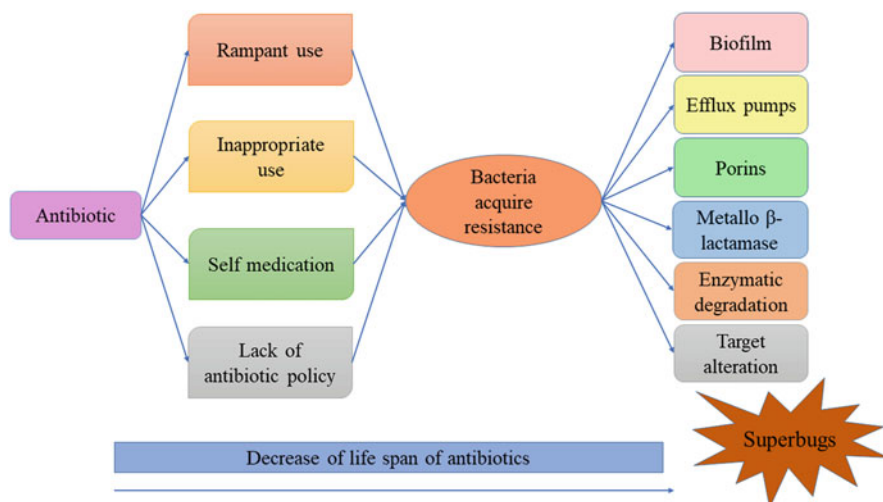 Antibiotic
Rampant use
Inappropriate
use
Self medication
Lack of
antibiotic policy
Bacteria
acquire
resistance
Biofilm
Efflux pumps
Porins
Metallo β-
lactamase
Enzymatic
degradation
Target
alteration
Superbugs
Decrease of life span of antibiotics